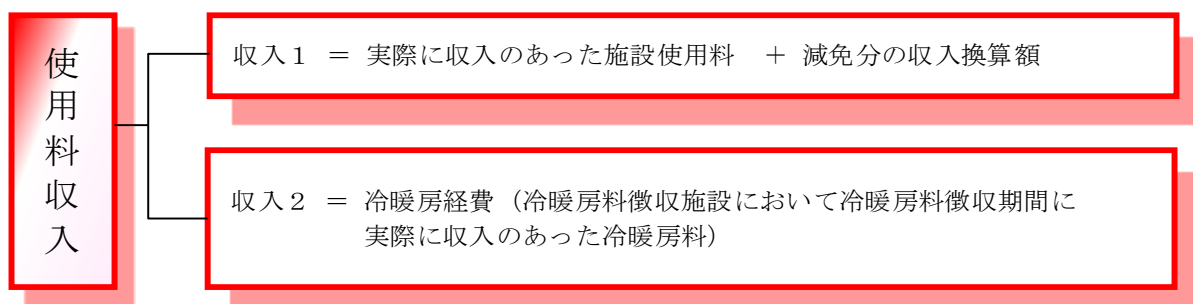 使用料収入
収入1 = 実際に収入のあった施設使用料 + 減免分の収入換算額
収入2 = 冷暖房経費(冷暖房料徴収施設において冷暖房料徴収期間に
実際に収入のあった冷暖房料)